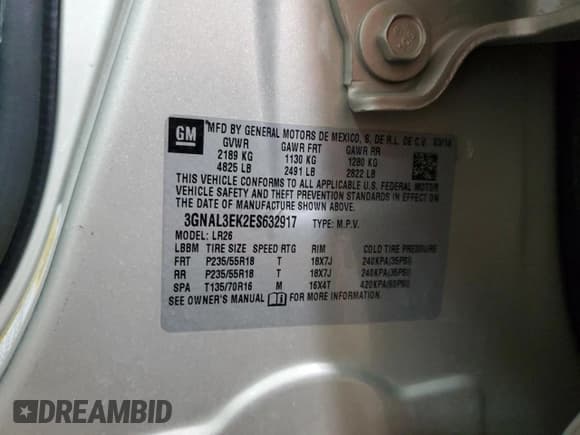 GM MFD BY GENERAL MOTORS DE MEXICO, S. DE R.L. DE C.V. 03/14
GVWR GAWR FRT GAWR RR
2189 KG 1130 KG 1280 KG
4825 LB 2491 LB 2822 LB
THIS VEHICLE CONFORMS TO ALL APPLICABLE U.S. FEDERAL MOTOR
VEHICLE SAFETY AND THEFT PREVENTION STANDARDS IN EFFECT ON
THE DATE OF MANUFACTURE SHOWN ABOVE.
3GNAL3EK2ES632917 TYPE: M.P.V.
MODEL: LR26
LBBM TIRE SIZE SPEED RTG RIM COLD TIRE PRESSURE
FRT P235/55R18 T 18X7J 240KPA(35PSI)
RR P235/55R18 T 18X7J 240KPA(35PSI)
SPA T135/70R16 M 16X4T 420KPA(60PSI)
SEE OWNER'S MANUAL FOR MORE INFORMATION
DREAMBID